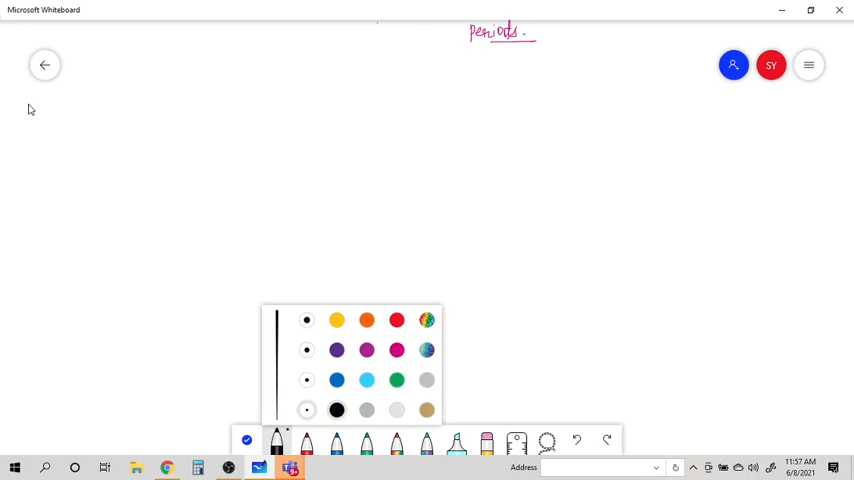 Microsoft Whiteboard
periods.
SY
Address
11:57 AM
6/8/2021